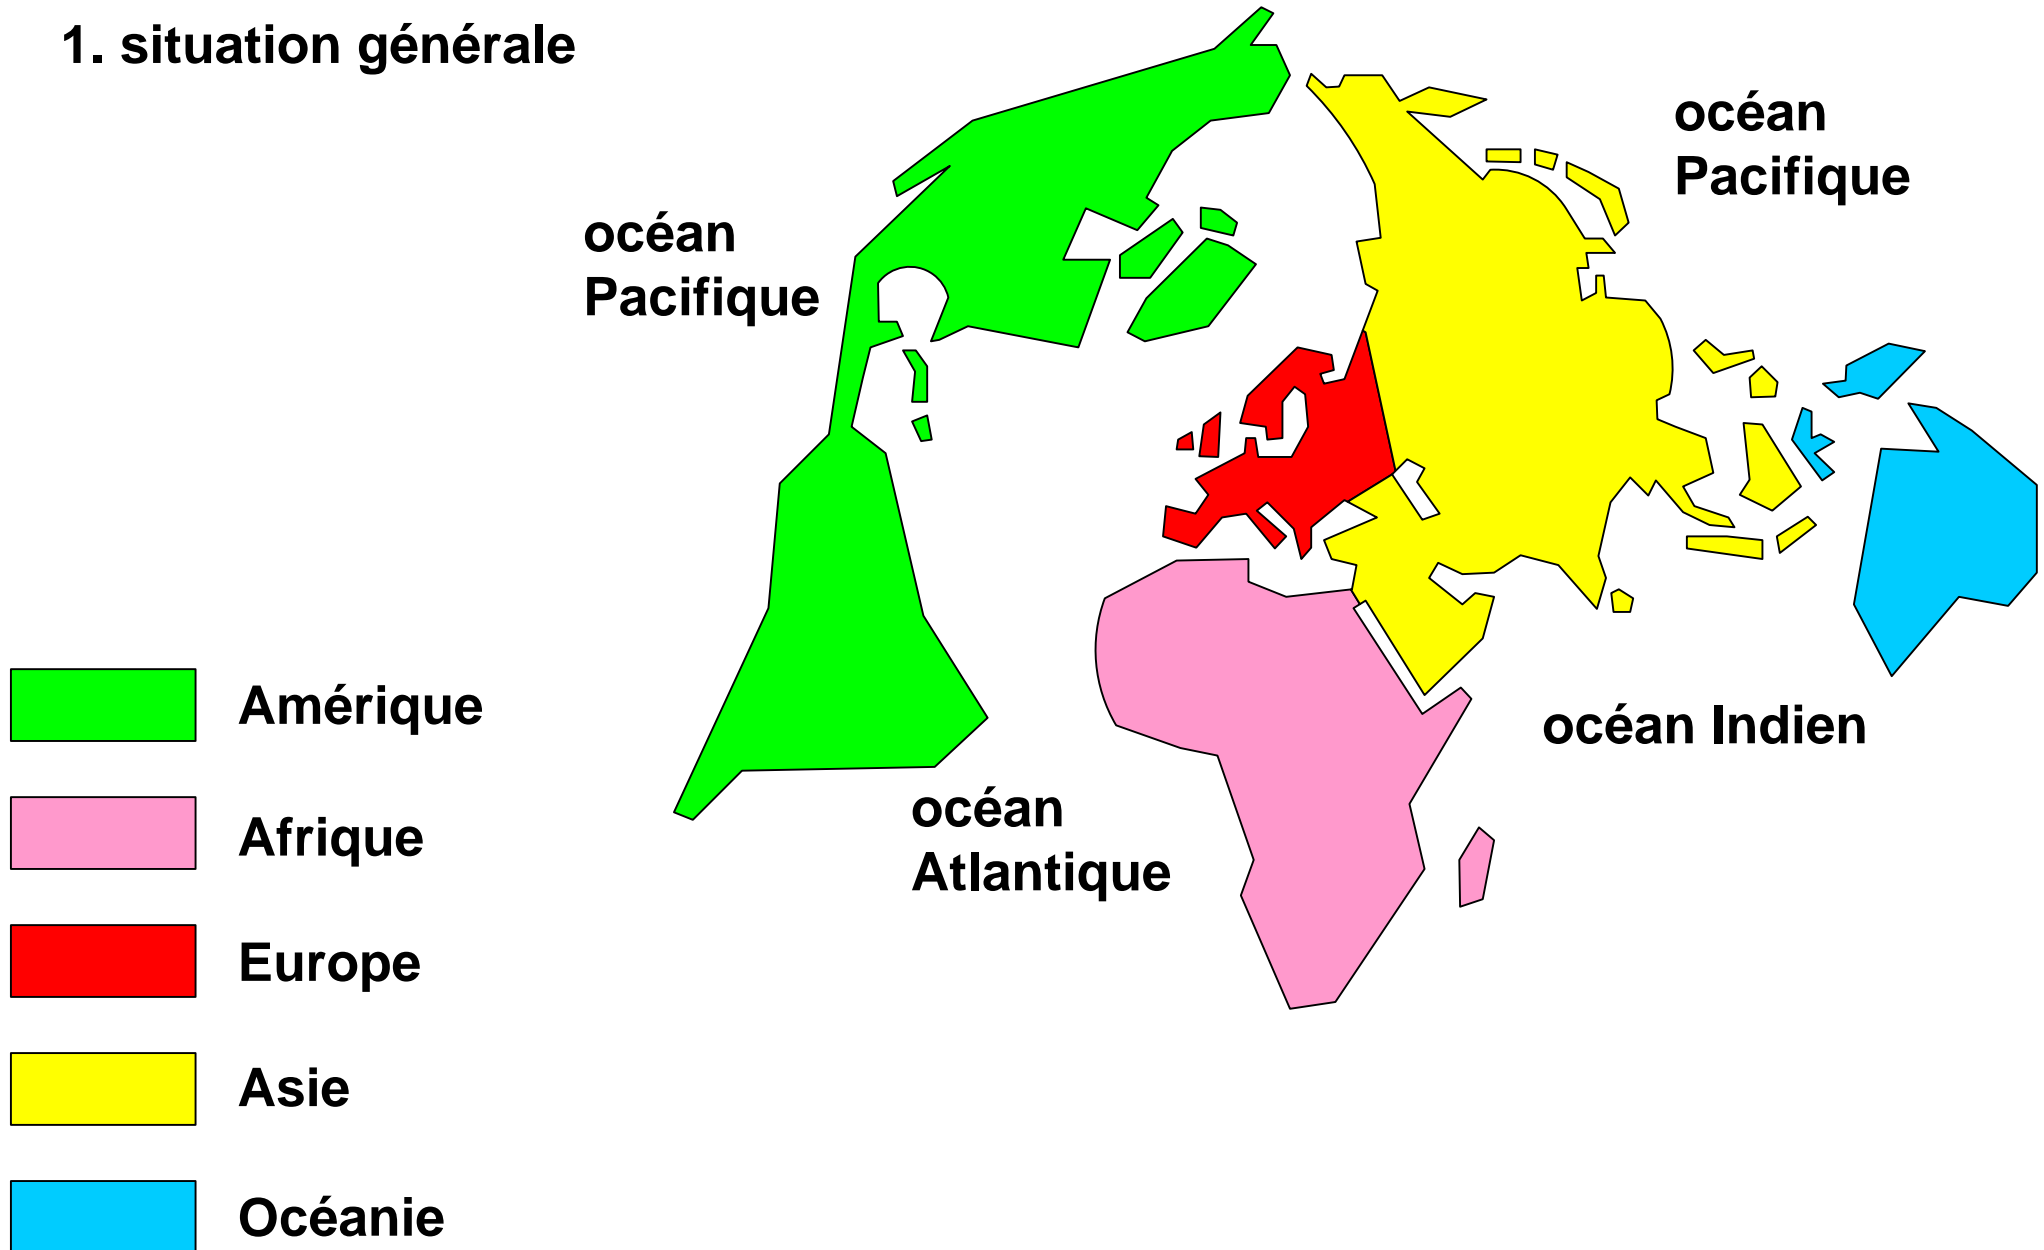 1. situation générale
océan
Pacifique
océan
Pacifique
océan Indien
océan
Atlantique
Amérique
Afrique
Europe
Asie
Océanie